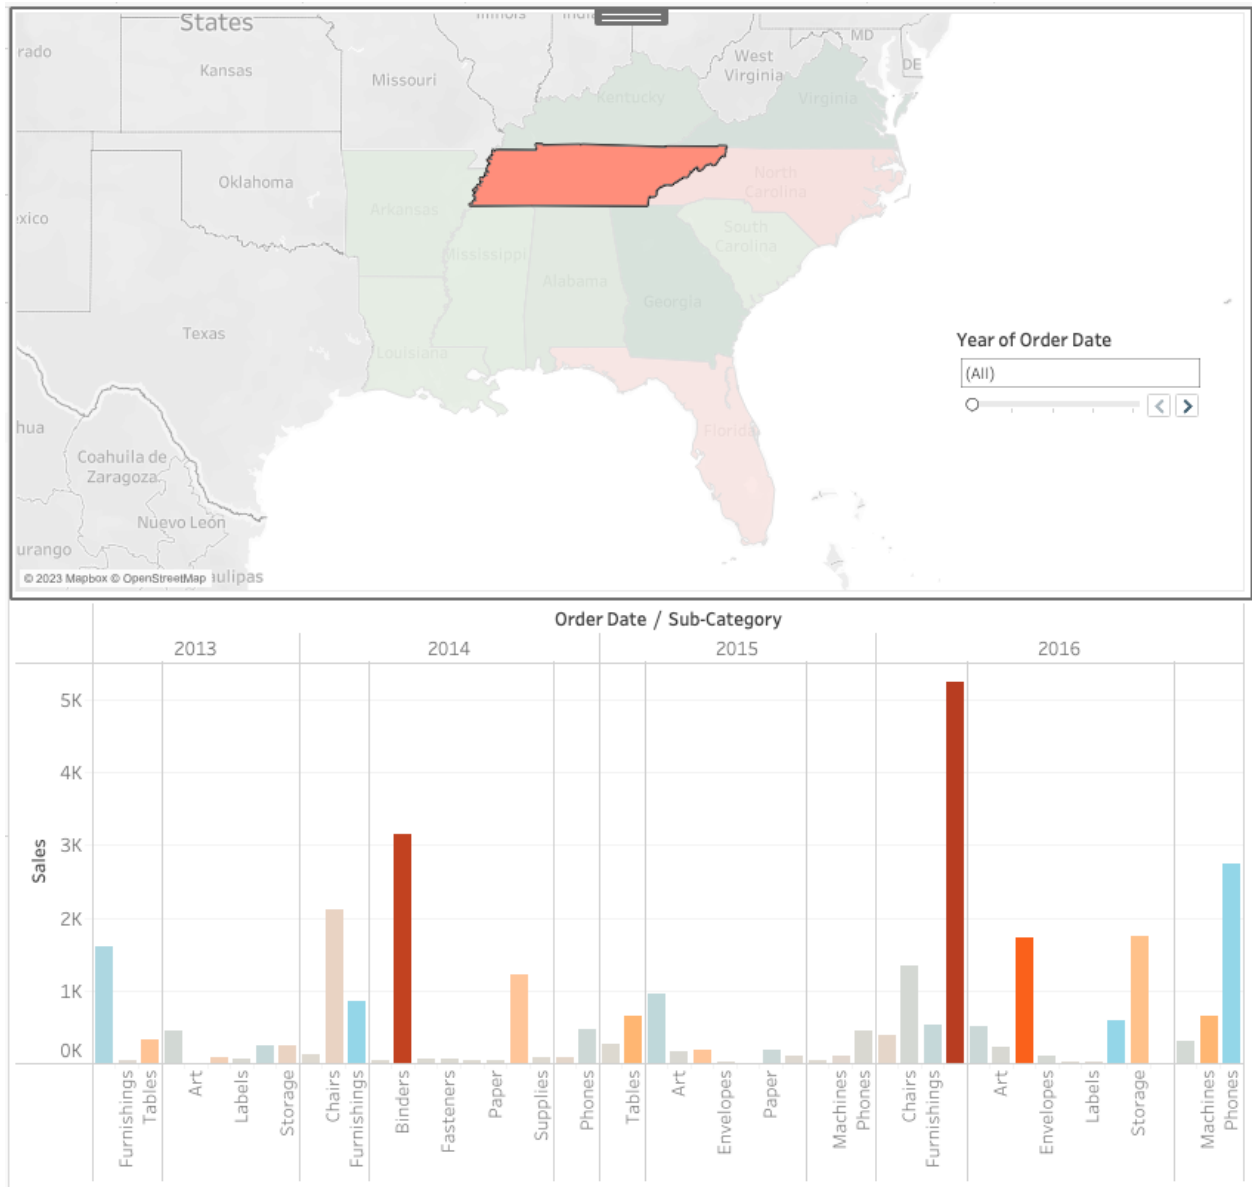 States
MD
rado
West
Virginia
DE
Kansas
Missouri
Kentucky
Virginia
Oklahoma
North
Carolina
Arkansas
xico
South
Carolina
Mississippi
Alabama
Georgia
Texas
Louisiana
Year of Order Date
(All)
hua
Florida
Coahuila de
Zaragoza
Nuevo León
urango
© 2023 Mapbox © OpenStreetMap
aulipas
Order Date / Sub-Category
2013 2014 2015 2016
5K
4K
3K
2K
1K
0K
Sales
Furnishings
Tables
Art
Labels
Storage
Chairs
Furnishings
Binders
Fasteners
Paper
Supplies
Phones
Tables
Art
Envelopes
Paper
Machines
Phones
Chairs
Furnishings
Art
Envelopes
Labels
Storage
Machines
Phones